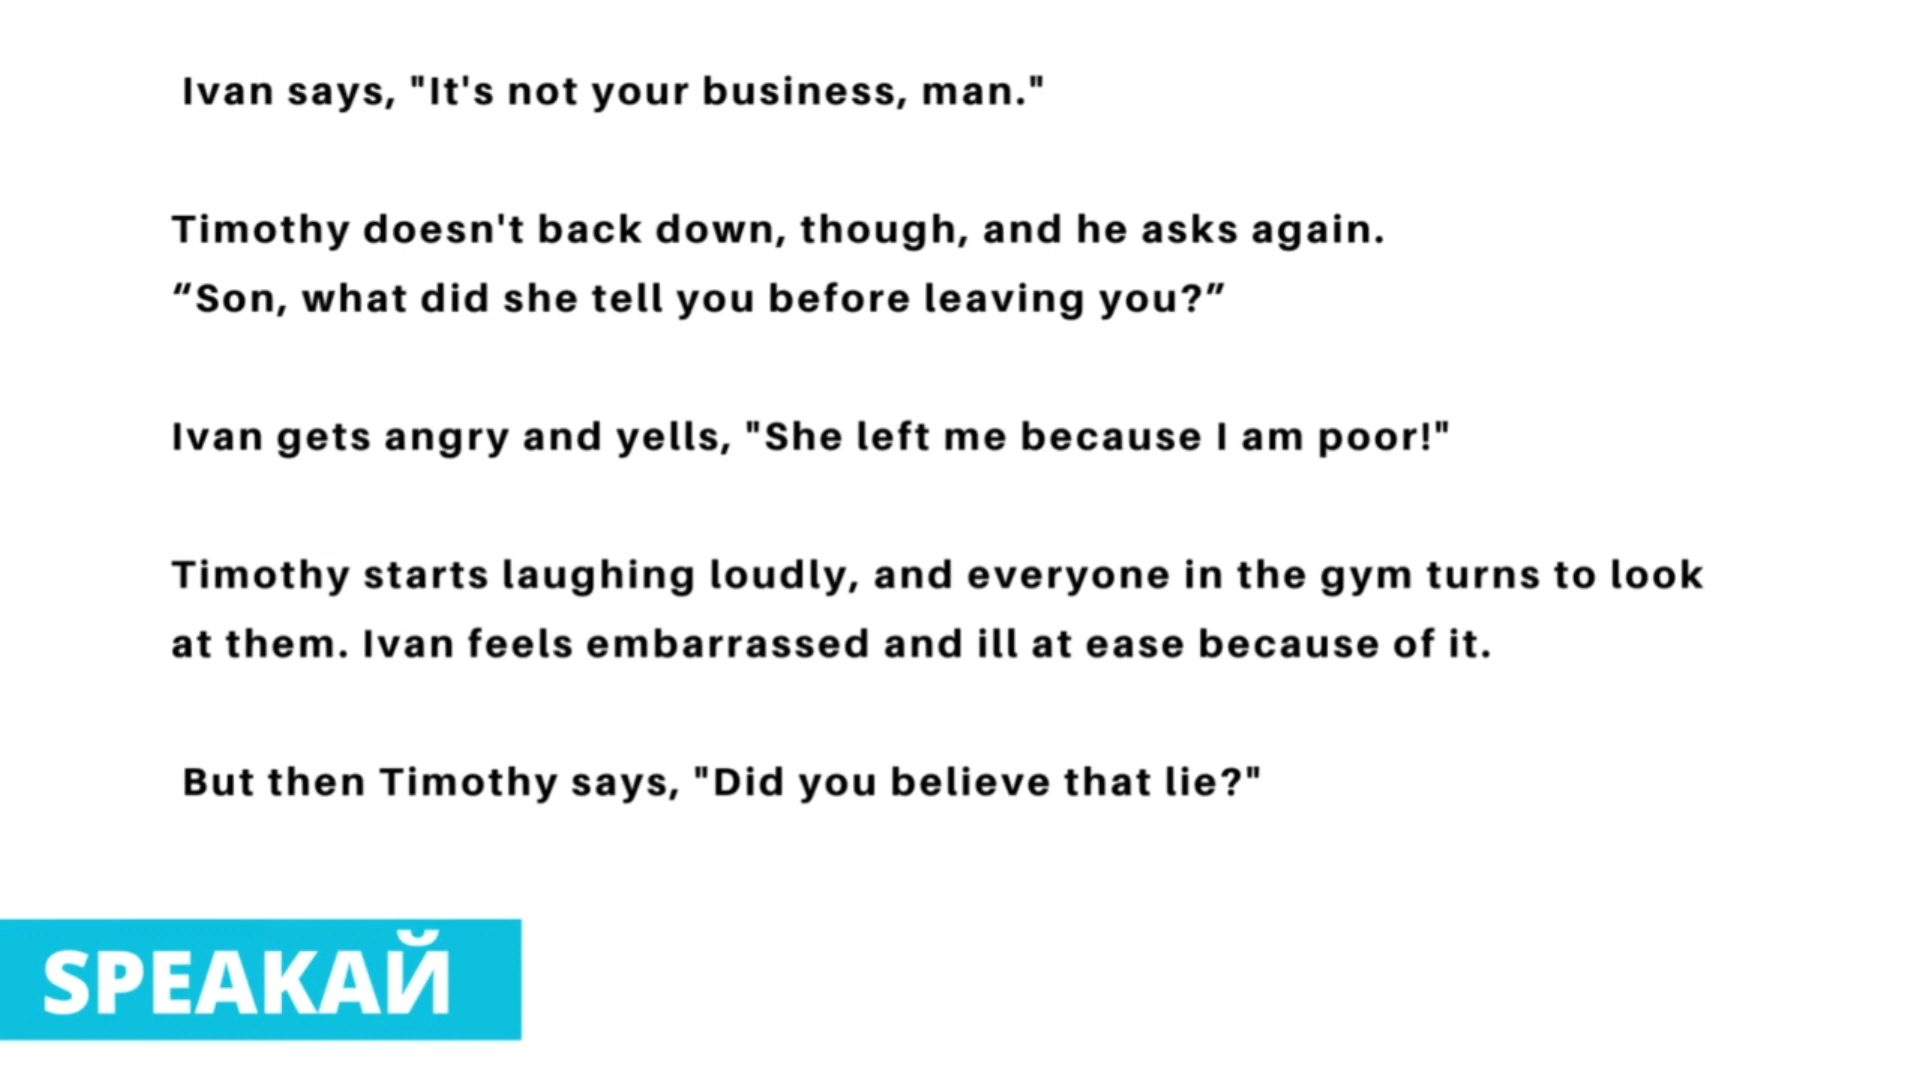 Ivan says, "It's not your business, man."
Timothy doesn't back down, though, and he asks again.
“Son, what did she tell you before leaving you?”
Ivan gets angry and yells, "She left me because I am poor!"
Timothy starts laughing loudly, and everyone in the gym turns to look
at them. Ivan feels embarrassed and ill at ease because of it.
But then Timothy says, "Did you believe that lie?"
SPEAKАЙ